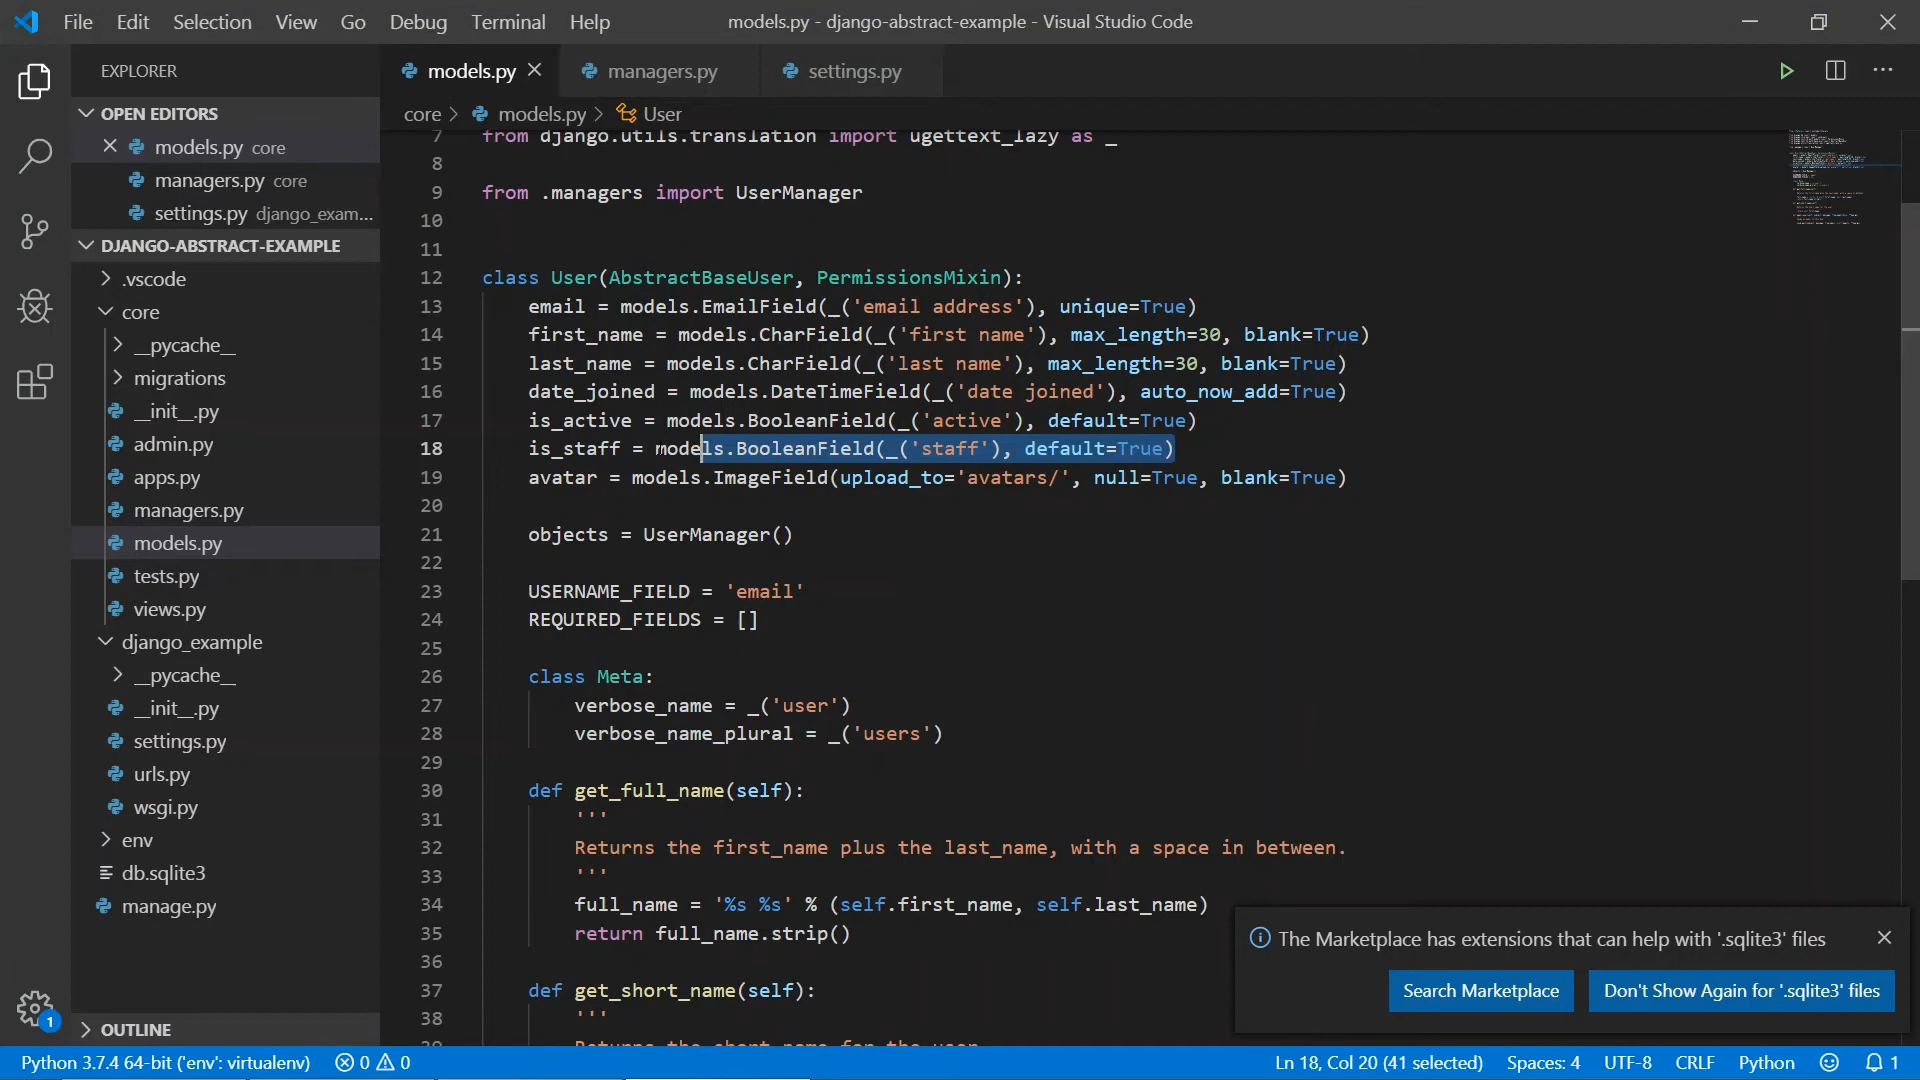 File Edit Selection View Go Debug Terminal Help models.py - django-abstract-example - Visual Studio Code
EXPLORER
OPEN EDITORS
models.py core
managers.py core
settings.py django_exam...
DJANGO-ABSTRACT-EXAMPLE
.vscode
core
__pycache__
migrations
__init__.py
admin.py
apps.py
managers.py
models.py
tests.py
views.py
django_example
__pycache__
__init__.py
settings.py
urls.py
wsgi.py
env
db.sqlite3
manage.py
OUTLINE
models.py managers.py settings.py
core > models.py > User
7 from django.utils.translation import ugettext_lazy as _
8
9 from .managers import UserManager
10
11
12 class User(AbstractBaseUser, PermissionsMixin):
13 email = models.EmailField(_('email address'), unique=True)
14 first_name = models.CharField(_('first name'), max_length=30, blank=True)
15 last_name = models.CharField(_('last name'), max_length=30, blank=True)
16 date_joined = models.DateTimeField(_('date joined'), auto_now_add=True)
17 is_active = models.BooleanField(_('active'), default=True)
18 is_staff = models.BooleanField(_('staff'), default=True)
19 avatar = models.ImageField(upload_to='avatars/', null=True, blank=True)
20
21 objects = UserManager()
22
23 USERNAME_FIELD = 'email'
24 REQUIRED_FIELDS = []
25
26 class Meta:
27 verbose_name = _('user')
28 verbose_name_plural = _('users')
29
30 def get_full_name(self):
31 '''
32 Returns the first_name plus the last_name, with a space in between.
33 '''
34 full_name = '%s %s' % (self.first_name, self.last_name)
35 return full_name.strip()
36
37 def get_short_name(self):
38 '''
39 Returns the short name for the user.
The Marketplace has extensions that can help with '.sqlite3' files
Search Marketplace Don't Show Again for '.sqlite3' files
1
Python 3.7.4 64-bit ('env': virtualenv) 0 0 Ln 18, Col 20 (41 selected) Spaces: 4 UTF-8 CRLF Python 1